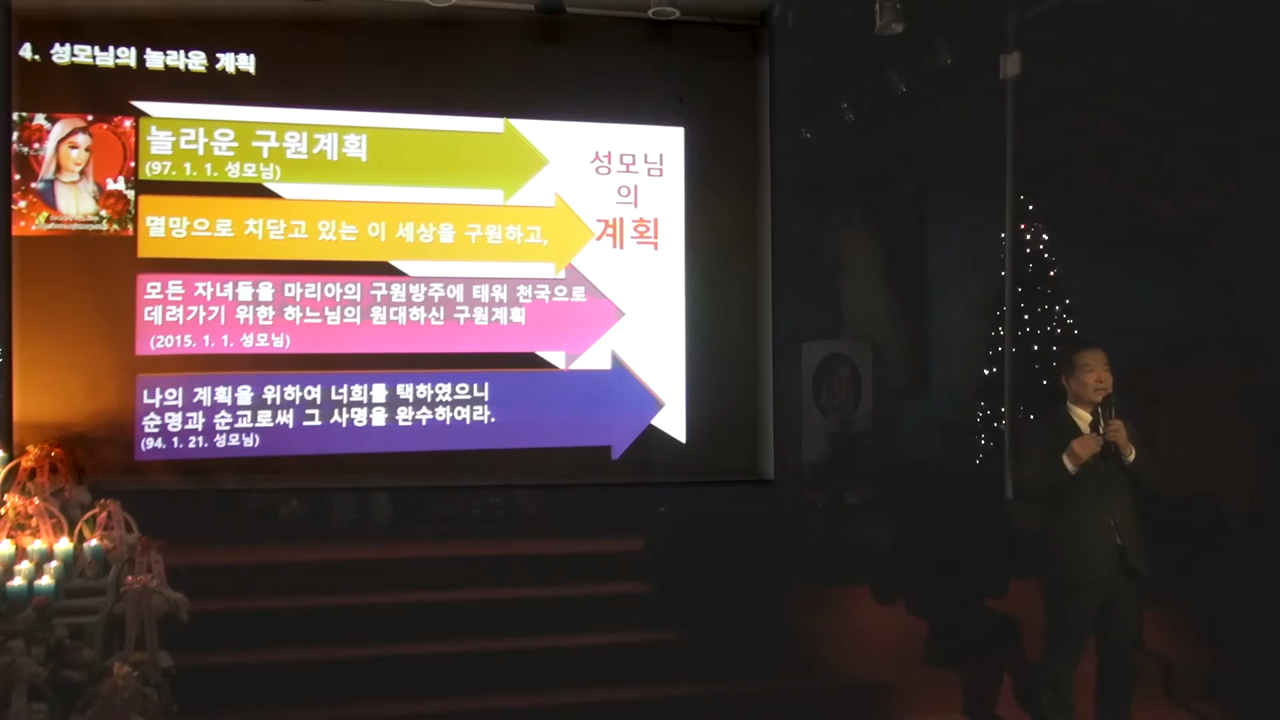 4. 성모님의 놀라운 계획
놀라운 구원계획
(97. 1. 1. 성모님)
멸망으로 치닫고 있는 이 세상을 구원하고,
모든 자녀들을 마리아의 구원방주에 태워 천국으로
데려가기 위한 하느님의 원대하신 구원계획
(2015. 1. 1. 성모님)
나의 계획을 위하여 너희를 택하였으니
순명과 순교로써 그 사명을 완수하여라.
(94. 1. 21. 성모님)
성모님
의
계획